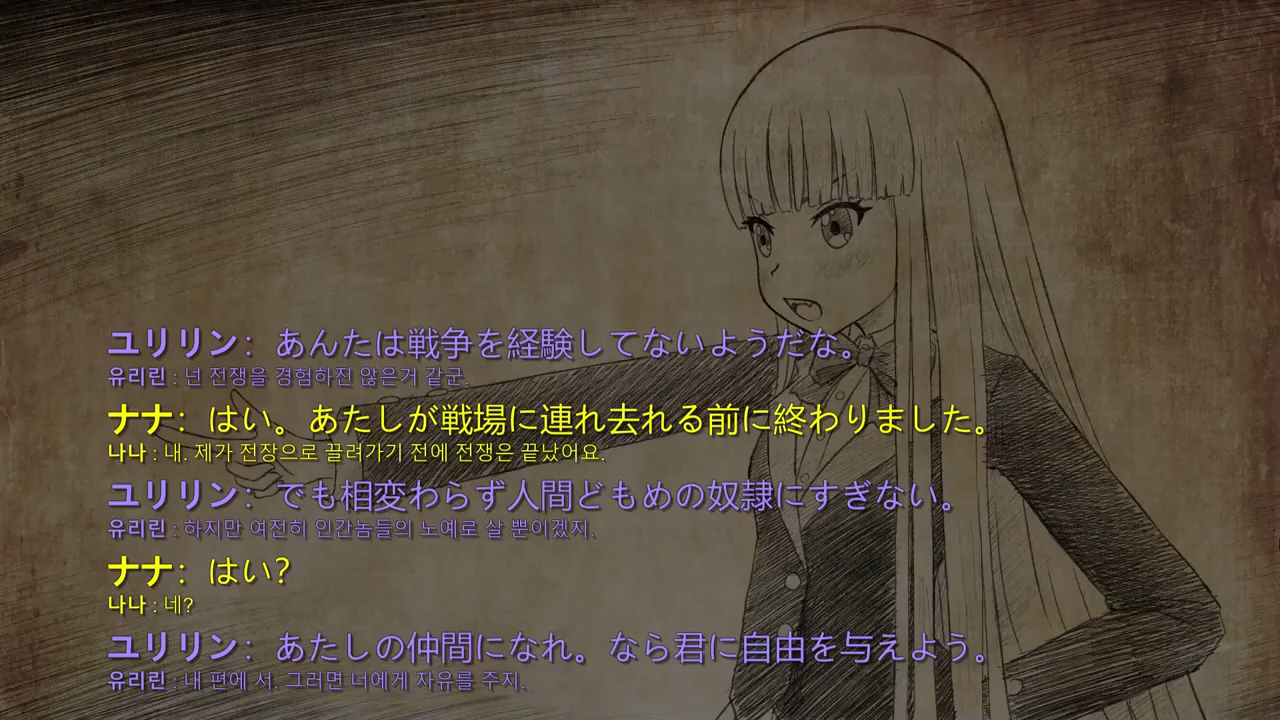 ユリリン： あんたは戦争を経験してないようだな。
유리린 : 넌 전쟁을 경험하진 않은거 같군.
ナナ： はい。あたしが戦場に連れ去れる前に終わりました。
나나 : 내. 제가 전장으로 끌려가기 전에 전쟁은 끝났어요.
ユリリン： でも相変わらず人間どもめの奴隷にすぎない。
유리린 : 하지만 여전히 인간놈들의 노예로 살 뿐이겠지.
ナナ： はい?
나나 : 네?
ユリリン： あたしの仲間になれ。なら君に自由を与えよう。
유리린 : 내 편에 서. 그러면 너에게 자유를 주지.